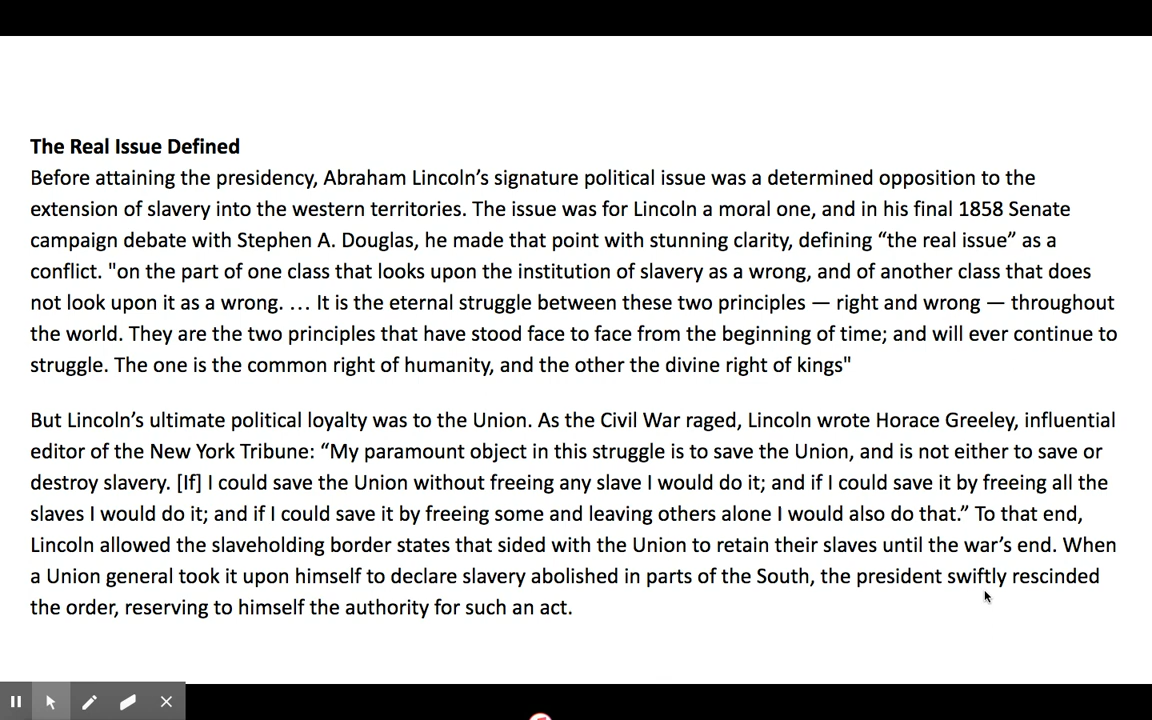 The Real Issue Defined
Before attaining the presidency, Abraham Lincoln’s signature political issue was a determined opposition to the
extension of slavery into the western territories. The issue was for Lincoln a moral one, and in his final 1858 Senate
campaign debate with Stephen A. Douglas, he made that point with stunning clarity, defining “the real issue” as a
conflict. "on the part of one class that looks upon the institution of slavery as a wrong, and of another class that does
not look upon it as a wrong. … It is the eternal struggle between these two principles — right and wrong — throughout
the world. They are the two principles that have stood face to face from the beginning of time; and will ever continue to
struggle. The one is the common right of humanity, and the other the divine right of kings"
But Lincoln’s ultimate political loyalty was to the Union. As the Civil War raged, Lincoln wrote Horace Greeley, influential
editor of the New York Tribune: “My paramount object in this struggle is to save the Union, and is not either to save or
destroy slavery. [If] I could save the Union without freeing any slave I would do it; and if I could save it by freeing all the
slaves I would do it; and if I could save it by freeing some and leaving others alone I would also do that.” To that end,
Lincoln allowed the slaveholding border states that sided with the Union to retain their slaves until the war’s end. When
a Union general took it upon himself to declare slavery abolished in parts of the South, the president swiftly rescinded
the order, reserving to himself the authority for such an act.